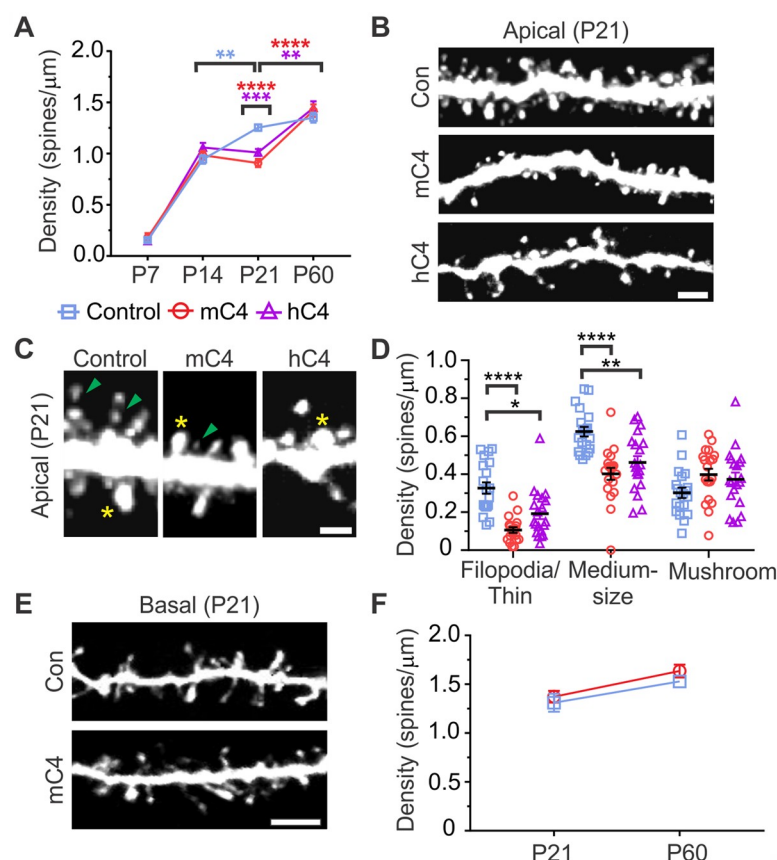 A
Density (spines/μm)
2.0
1.5
1.0
0.5
0.0
**
****
**
****
***
P7 P14 P21 P60
Control mC4 hC4
B
Apical (P21)
Con
mC4
hC4
C
Control mC4 hC4
Apical (P21)
*
*
*
D
Density (spines/μm)
1.0
0.8
0.6
0.4
0.2
0
****
*
****
**
Filopodia/
Thin
Medium-
size
Mushroom
E
Basal (P21)
Con
mC4
F
Density (spines/μm)
2.0
1.5
1.0
0.5
0
P21 P60